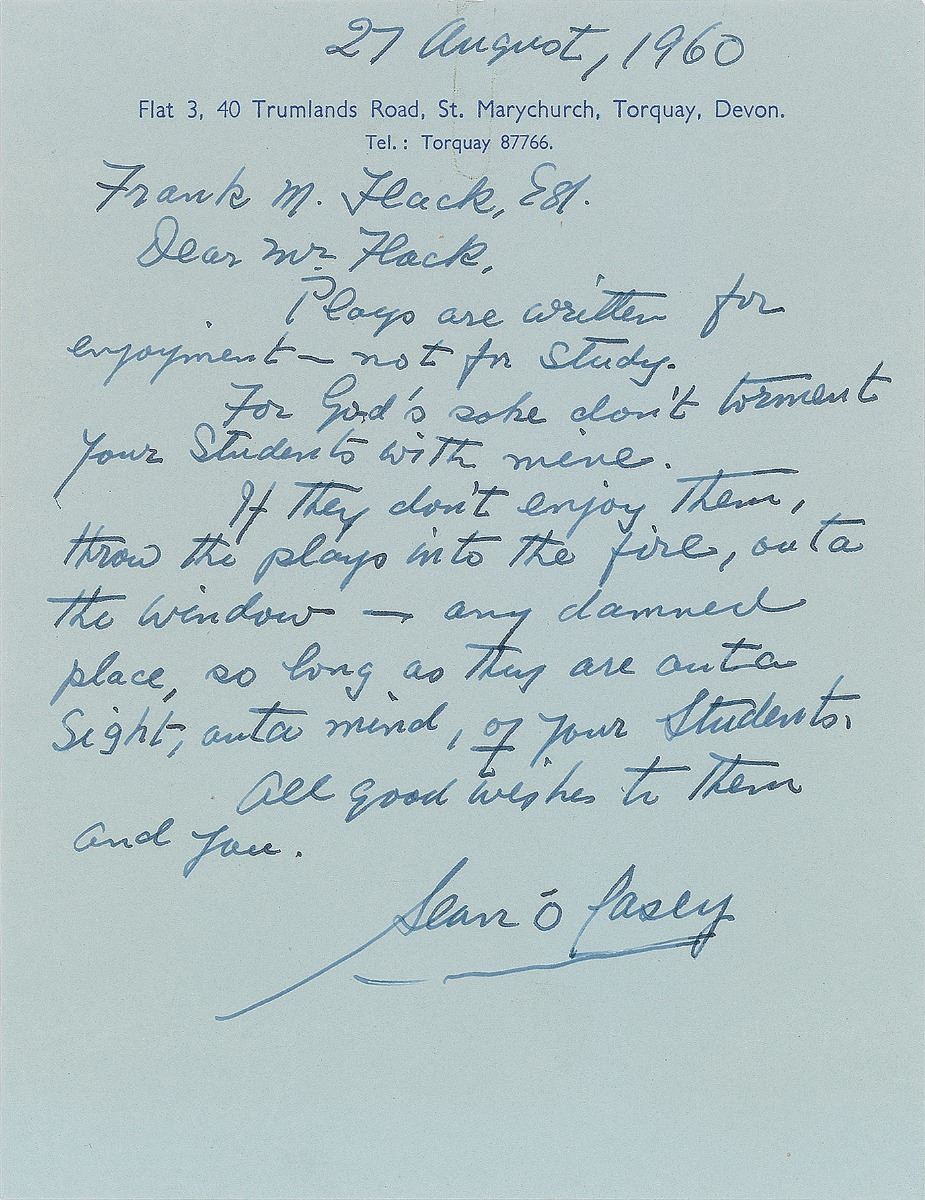 27 August, 1960
Flat 3, 40 Trumlands Road, St. Marychurch, Torquay, Devon.
Tel. : Torquay 87766.
Frank M. Flack, Esq.
Dear Mr Flack,
Plays are written for
enjoyment — not for Study.
For God's sake don't torment
your Students with mine.
If they don't enjoy them,
throw the plays into the fire, outa
the window — any damned
place, so long as they are outa
Sight, outa mind, of your Students.
All good wishes to them
and you.
Sean Ó Casey